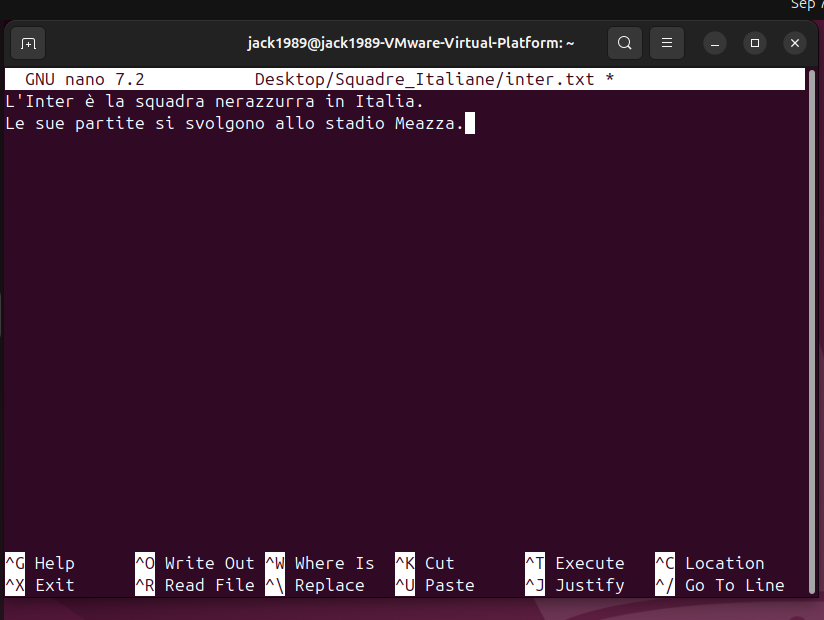 Sep 7
jack1989@jack1989-VMware-Virtual-Platform: ~
GNU nano 7.2 Desktop/Squadre_Italiane/inter.txt *
L'Inter è la squadra nerazzurra in Italia.
Le sue partite si svolgono allo stadio Meazza.
^G Help ^O Write Out ^W Where Is ^K Cut ^T Execute ^C Location
^X Exit ^R Read File ^\ Replace ^U Paste ^J Justify ^/ Go To Line